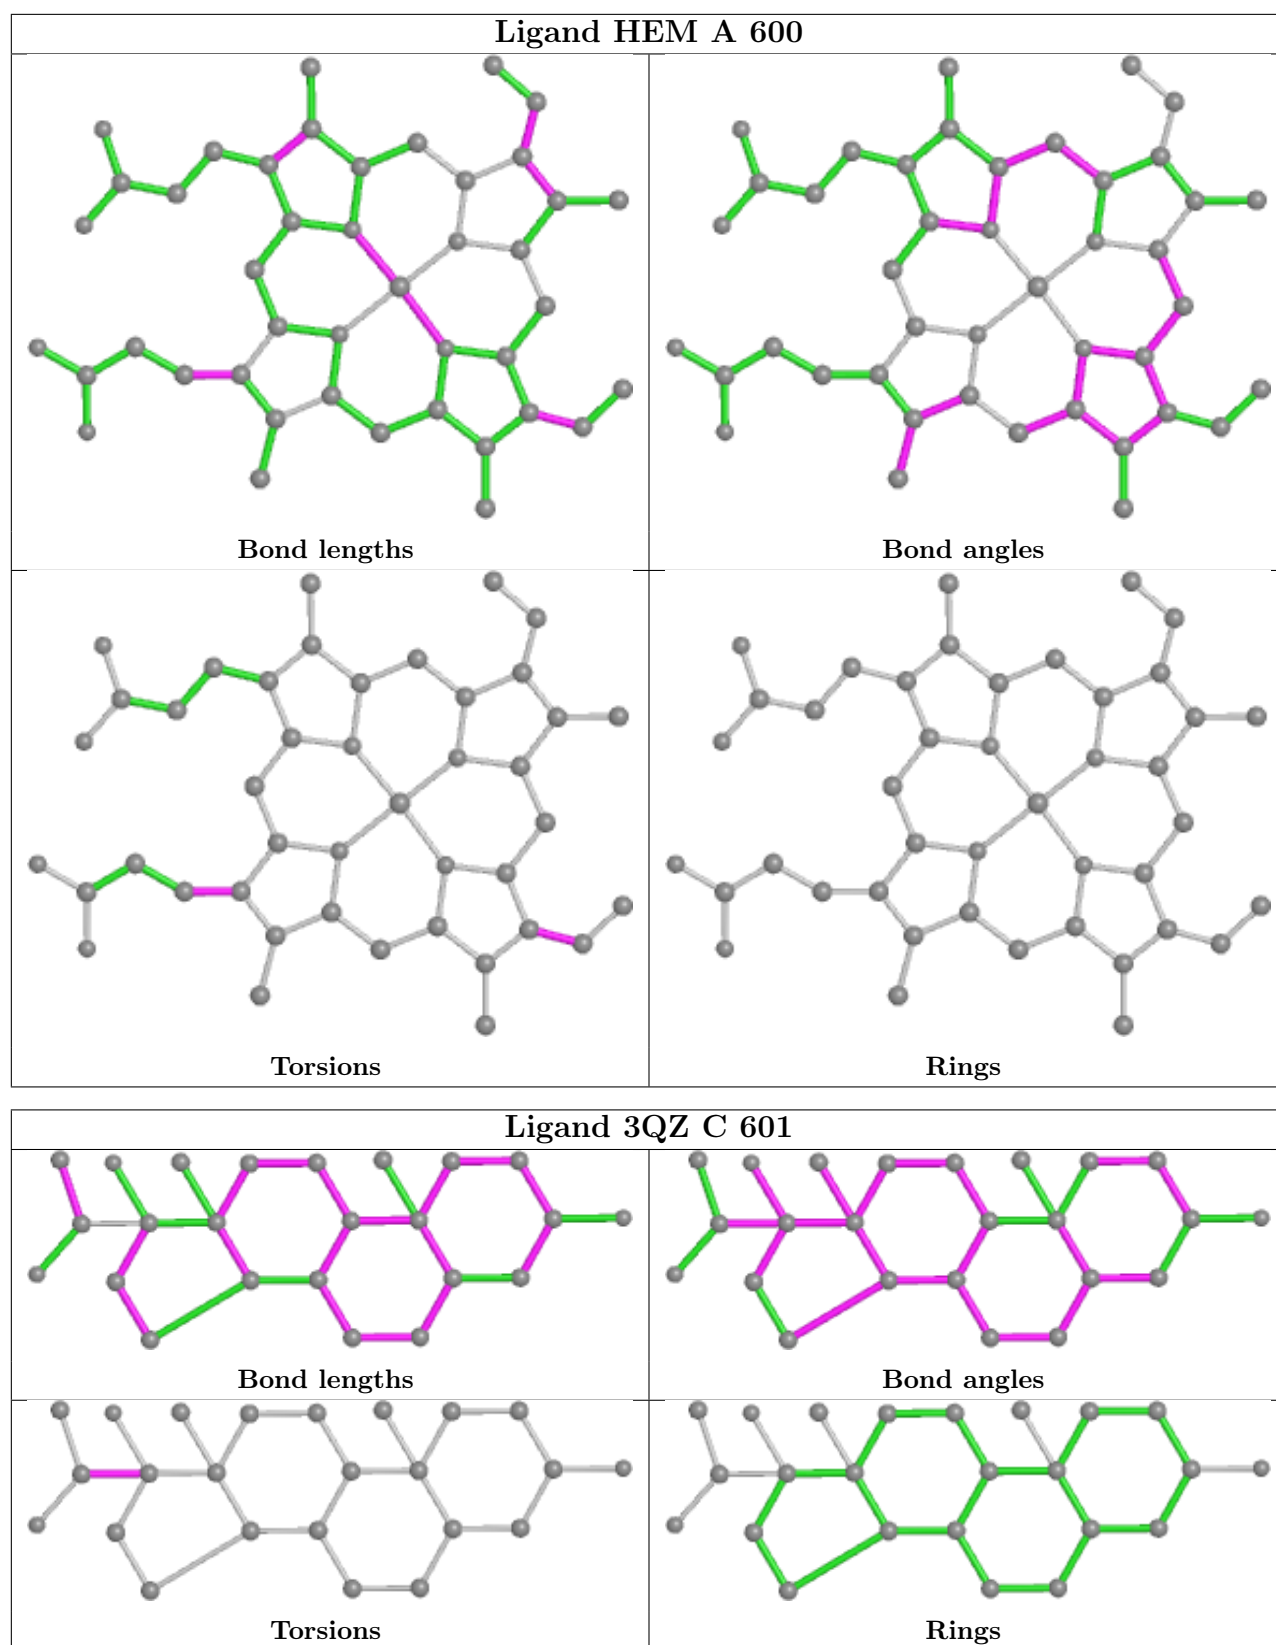 Ligand HEM A 600
Bond lengths
Bond angles
Torsions
Rings
Ligand 3QZ C 601
Bond lengths
Bond angles
Torsions
Rings